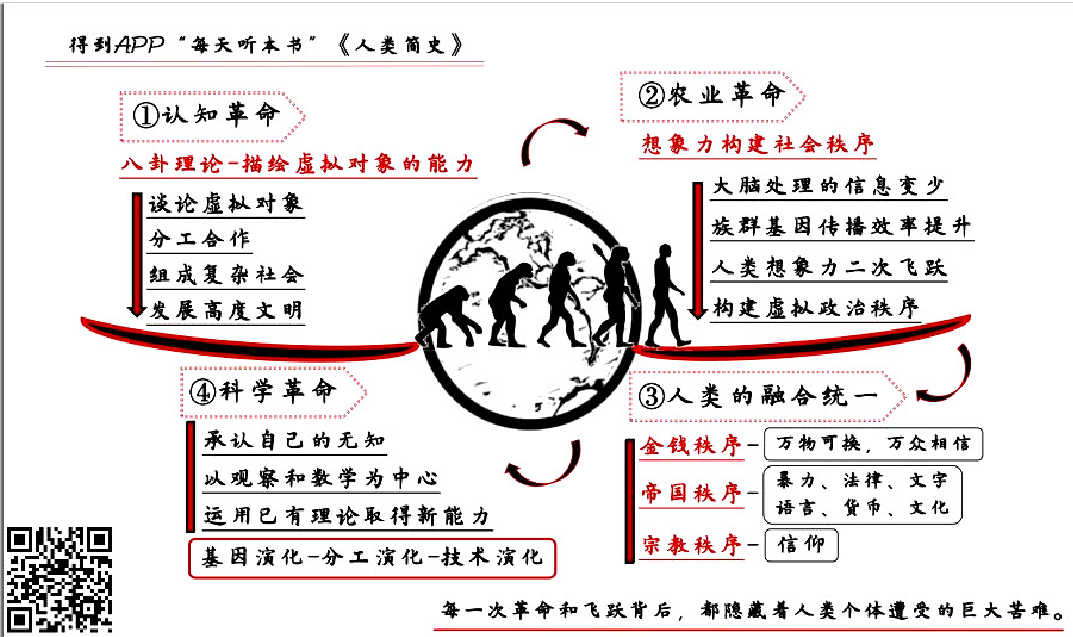 得到APP“每天听本书”《人类简史》
①认知革命
八卦理论-描绘虚拟对象的能力
谈论虚拟对象
分工合作
组成复杂社会
发展高度文明
②农业革命
想象力构建社会秩序
大脑处理的信息变少
族群基因传播效率提升
人类想象力二次飞跃
构建虚拟政治秩序
③人类的融合统一
金钱秩序-万物可换，万众相信
帝国秩序-暴力、法律、文字
语言、货币、文化
宗教秩序-信仰
④科学革命
承认自己的无知
以观察和数学为中心
运用已有理论取得新能力
基因演化-分工演化-技术演化
每一次革命和飞跃背后，都隐藏着人类个体遭受的巨大苦难。